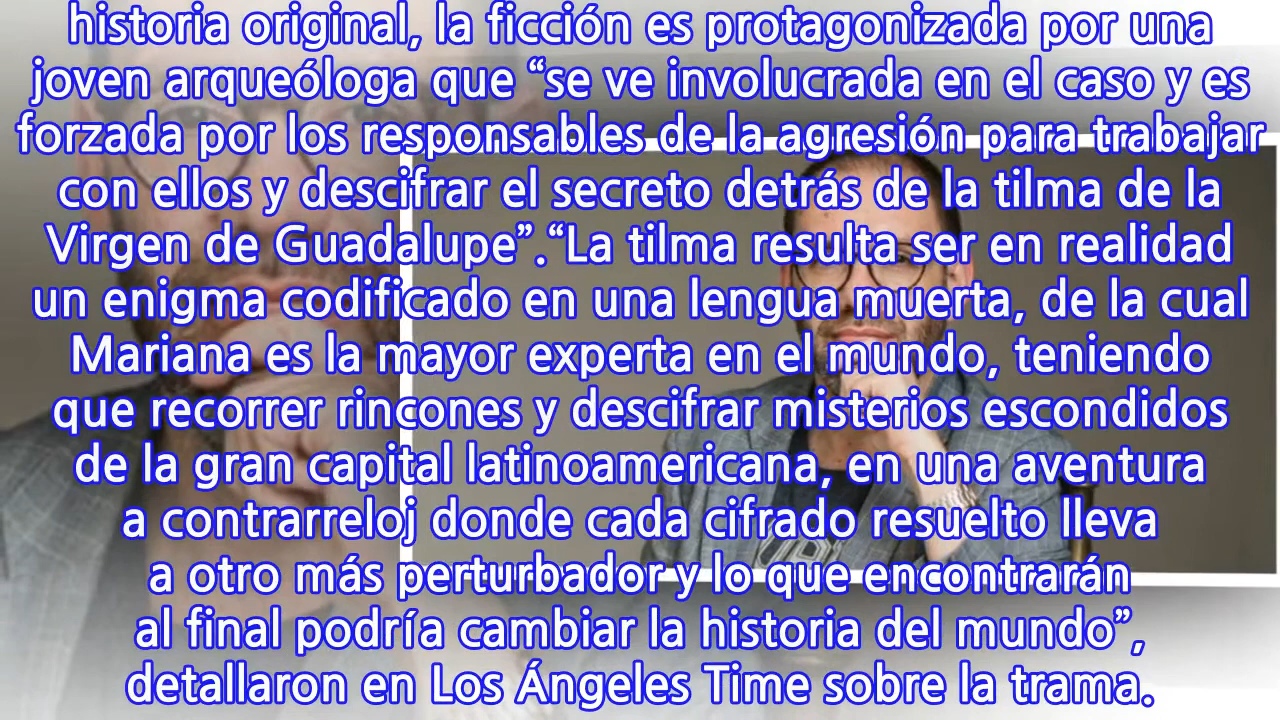 historia original, la ficción es protagonizada por una
joven arqueóloga que “se ve involucrada en el caso y es
forzada por los responsables de la agresión para trabajar
con ellos y descifrar el secreto detrás de la tilma de la
Virgen de Guadalupe”.“La tilma resulta ser en realidad
un enigma codificado en una lengua muerta, de la cual
Mariana es la mayor experta en el mundo, teniendo
que recorrer rincones y descifrar misterios escondidos
de la gran capital latinoamericana, en una aventura
a contrarreloj donde cada cifrado resuelto lleva
a otro más perturbador y lo que encontrarán
al final podría cambiar la historia del mundo”,
detallaron en Los Ángeles Time sobre la trama.